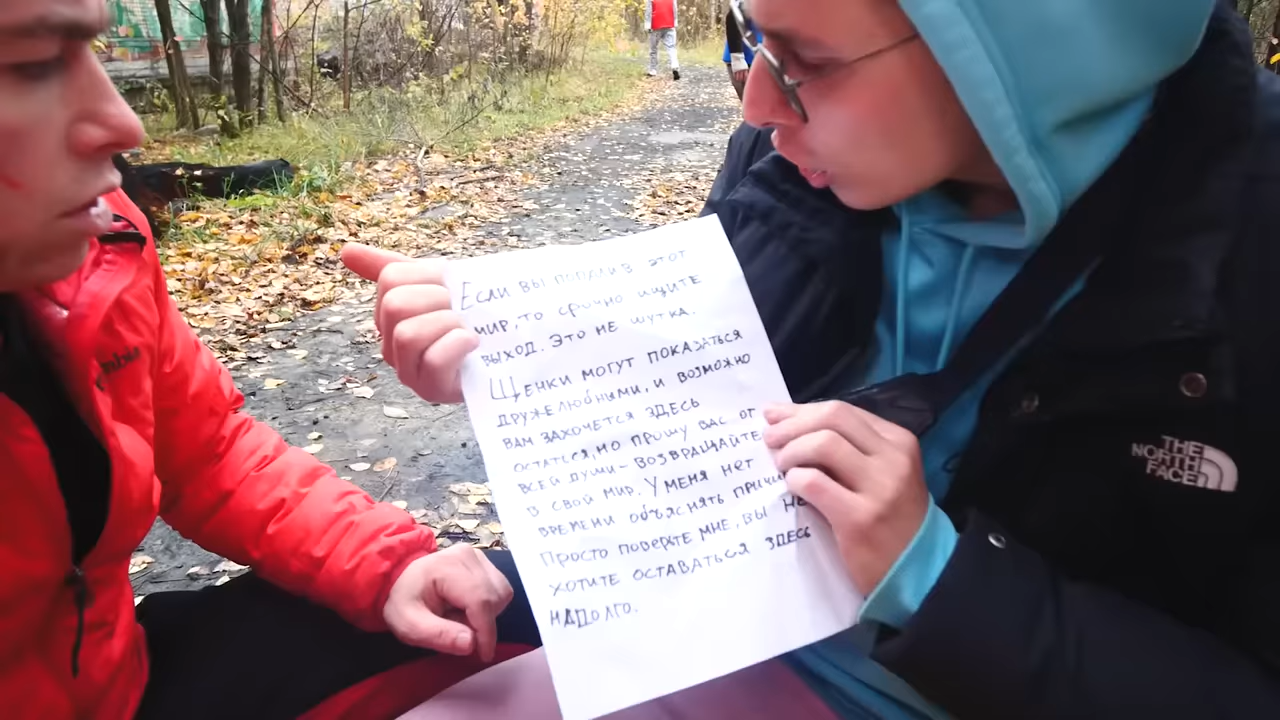 Если вы попали в этот
мир, то срочно ищите
выход. Это не шутка.
Щенки могут показаться
дружелюбными, и возможно
вам захочется здесь
остаться, но прошу вас от
всей души - возвращайте
в свой мир. У меня нет
времени объяснять причи
Просто поверьте мне, вы не
хотите оставаться здесь
надолго.
THE
NORTH
FACE